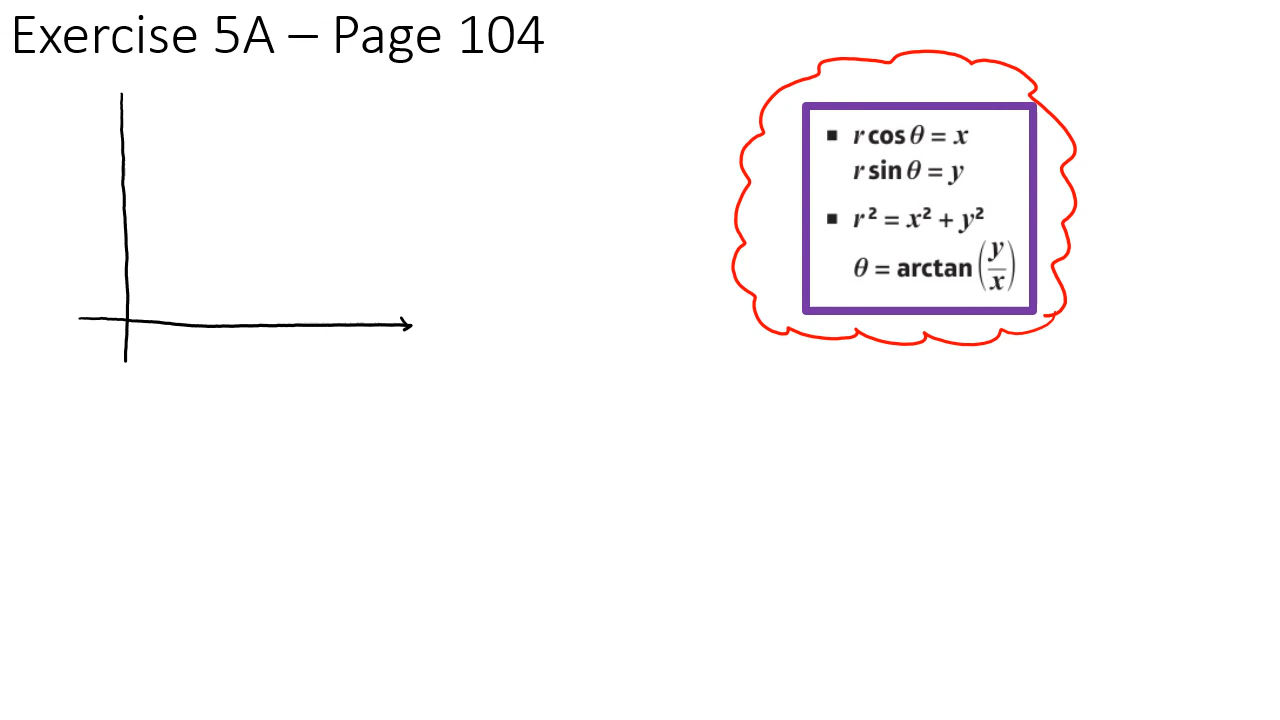 Exercise 5A – Page 104
▪ r cos θ = x
r sin θ = y
▪ r² = x² + y²
θ = arctan (y/x)